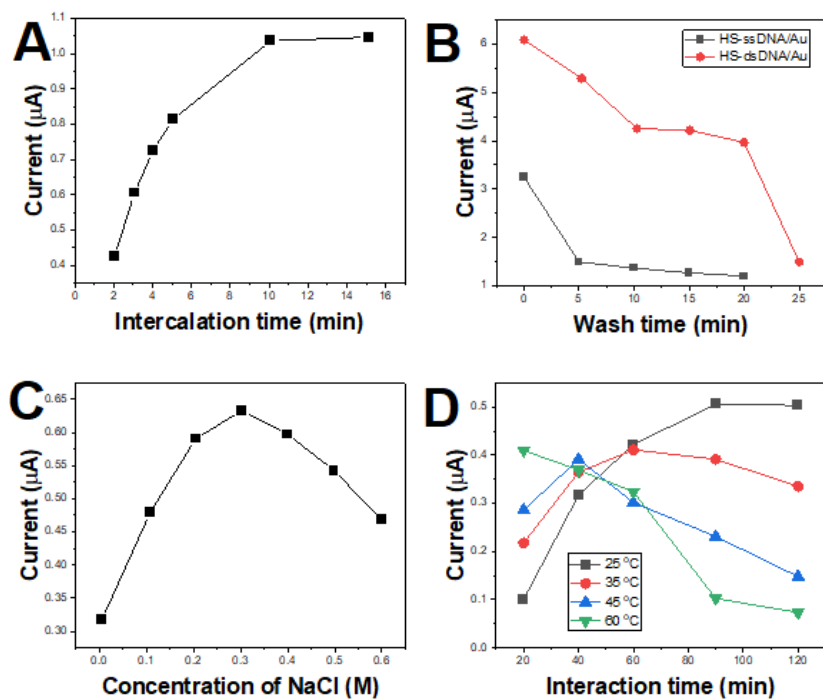 A
1.1
1.0
0.9
0.8
0.7
0.6
0.5
0.4
Current (μA)
0 2 4 6 8 10 12 14 16
Intercalation time (min)
B
HS-ssDNA/Au
HS-dsDNA/Au
6
5
4
3
2
1
Current (μA)
0 5 10 15 20 25
Wash time (min)
C
0.65
0.60
0.55
0.50
0.45
0.40
0.35
0.30
Current (μA)
0.0 0.1 0.2 0.3 0.4 0.5 0.6
Concentration of NaCl (M)
D
0.5
0.4
0.3
0.2
0.1
0.0
Current (μA)
25 °C
35 °C
45 °C
60 °C
20 40 60 80 100 120
Interaction time (min)